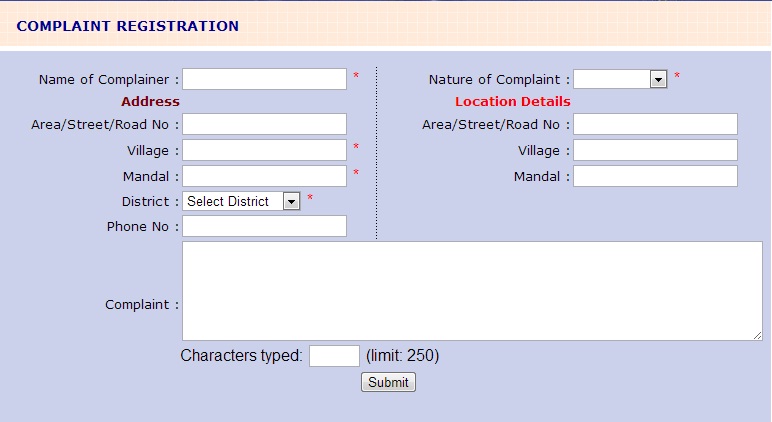 COMPLAINT REGISTRATION
Name of Complainer : *
Nature of Complaint : *
Address
Location Details
Area/Street/Road No :
Area/Street/Road No :
Village : *
Village :
Mandal : *
Mandal :
District : Select District *
Phone No :
Complaint :
Characters typed: (limit: 250)
Submit